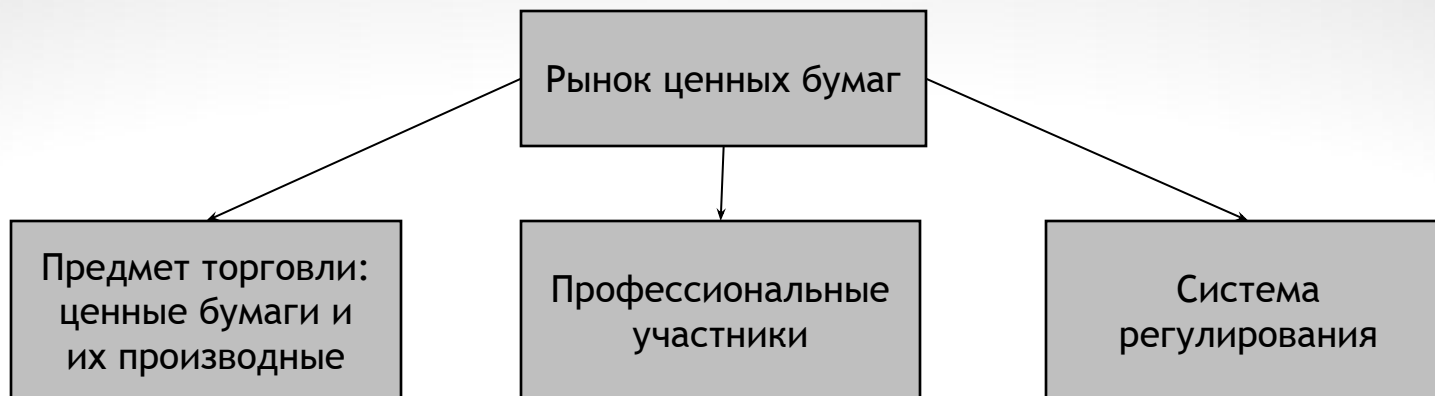 Рынок ценных бумаг
Предмет торговли:
ценные бумаги и
их производные
Профессиональные
участники
Система
регулирования